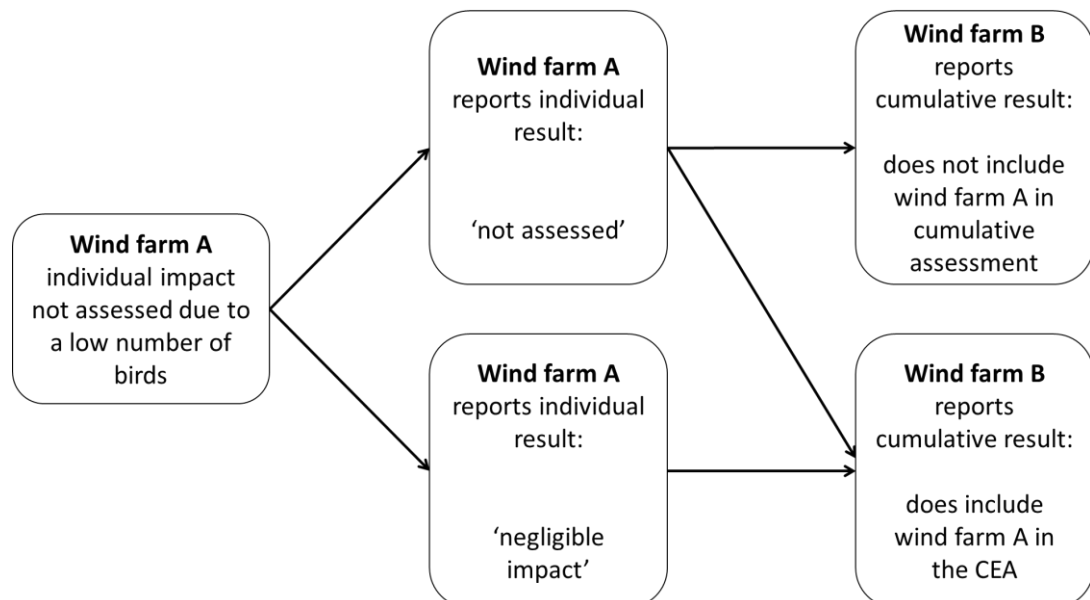 Wind farm A
individual impact
not assessed due to
a low number of
birds
Wind farm A
reports individual
result:
‘not assessed’
Wind farm A
reports individual
result:
‘negligible
impact’
Wind farm B
reports
cumulative result:
does not include
wind farm A in
cumulative
assessment
Wind farm B
reports
cumulative result:
does include
wind farm A in
the CEA